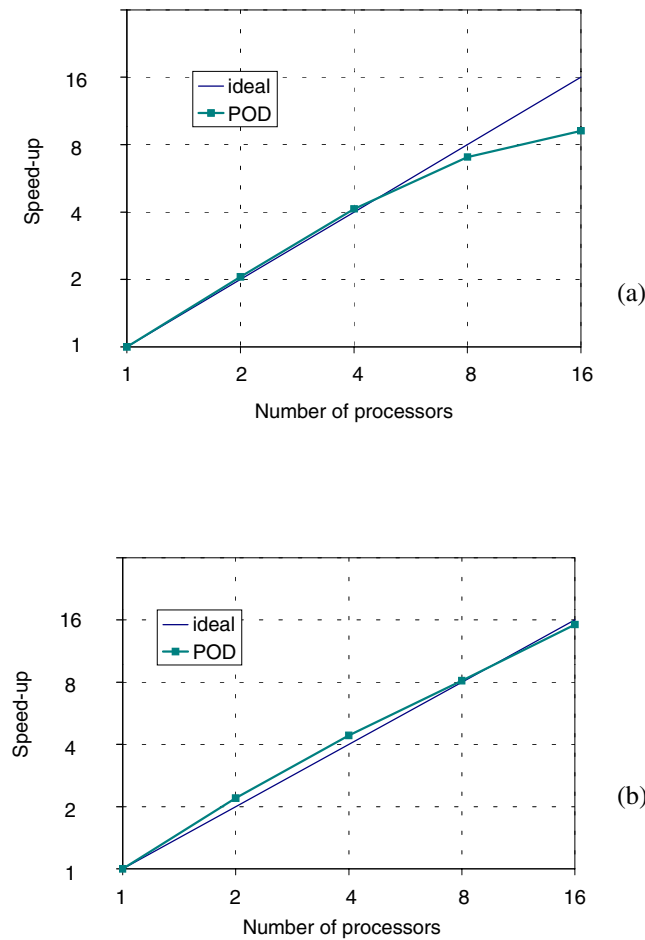 16
8
4
2
1
Speed-up
ideal
POD
1
2
4
8
16
Number of processors
(a)
16
8
4
2
1
Speed-up
ideal
POD
1
2
4
8
16
Number of processors
(b)